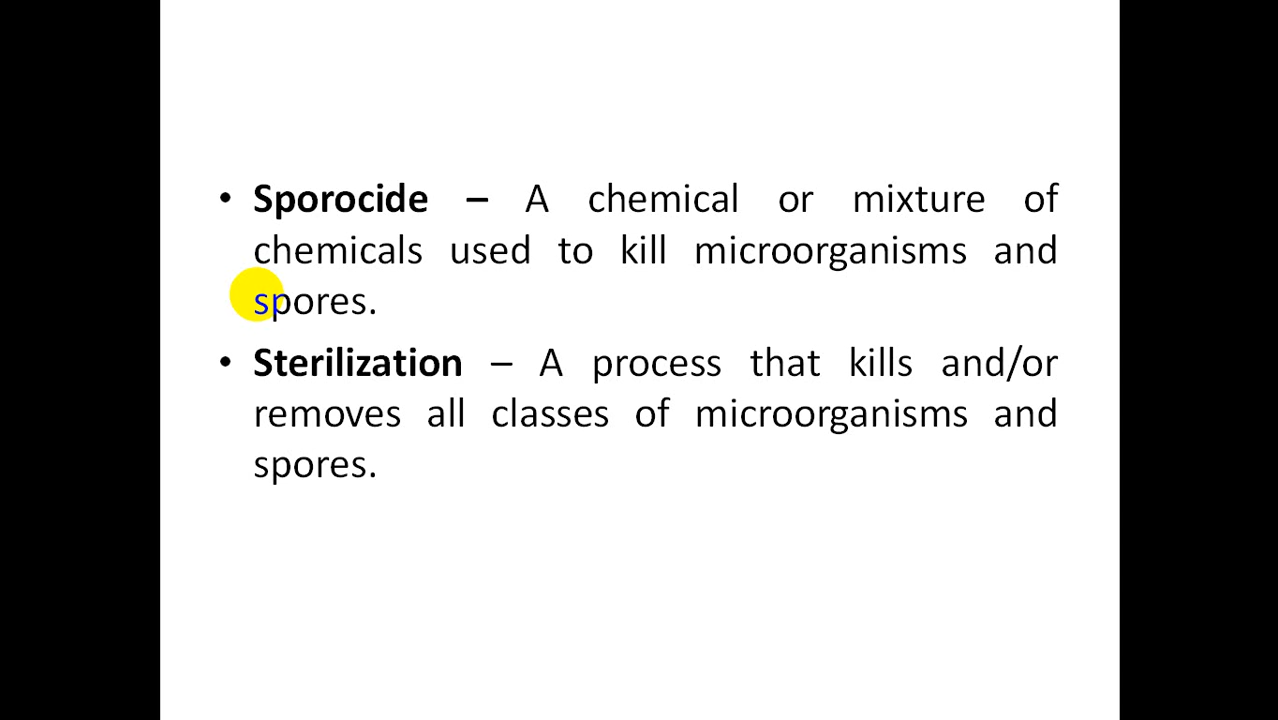 • Sporocide – A chemical or mixture of
chemicals used to kill microorganisms and
spores.
• Sterilization – A process that kills and/or
removes all classes of microorganisms and
spores.